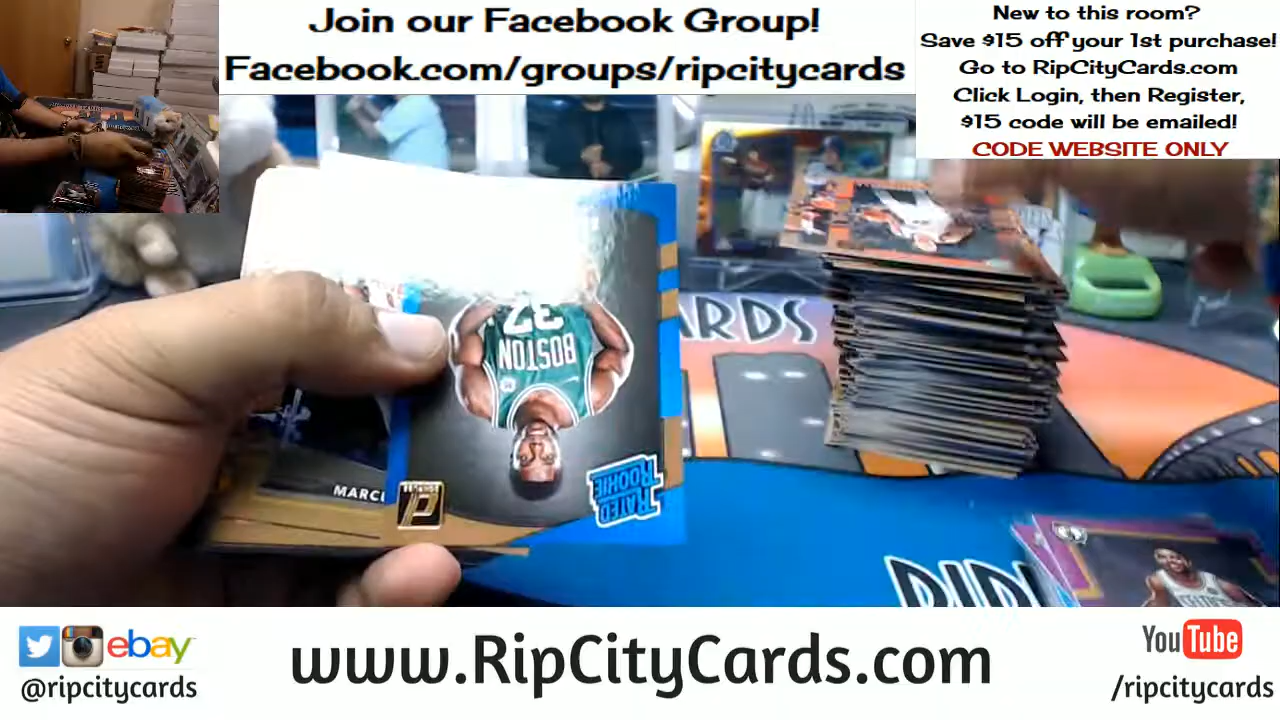 Join our Facebook Group!
Facebook.com/groups/ripcitycards
New to this room?
Save $15 off your 1st purchase!
Go to RipCityCards.com
Click Login, then Register,
$15 code will be emailed!
CODE WEBSITE ONLY
ARDS
BOSTON
RATED
ROOKIE
MARC
www.RipCityCards.com
ebay
@ripcitycards
YouTube
/ripcitycards